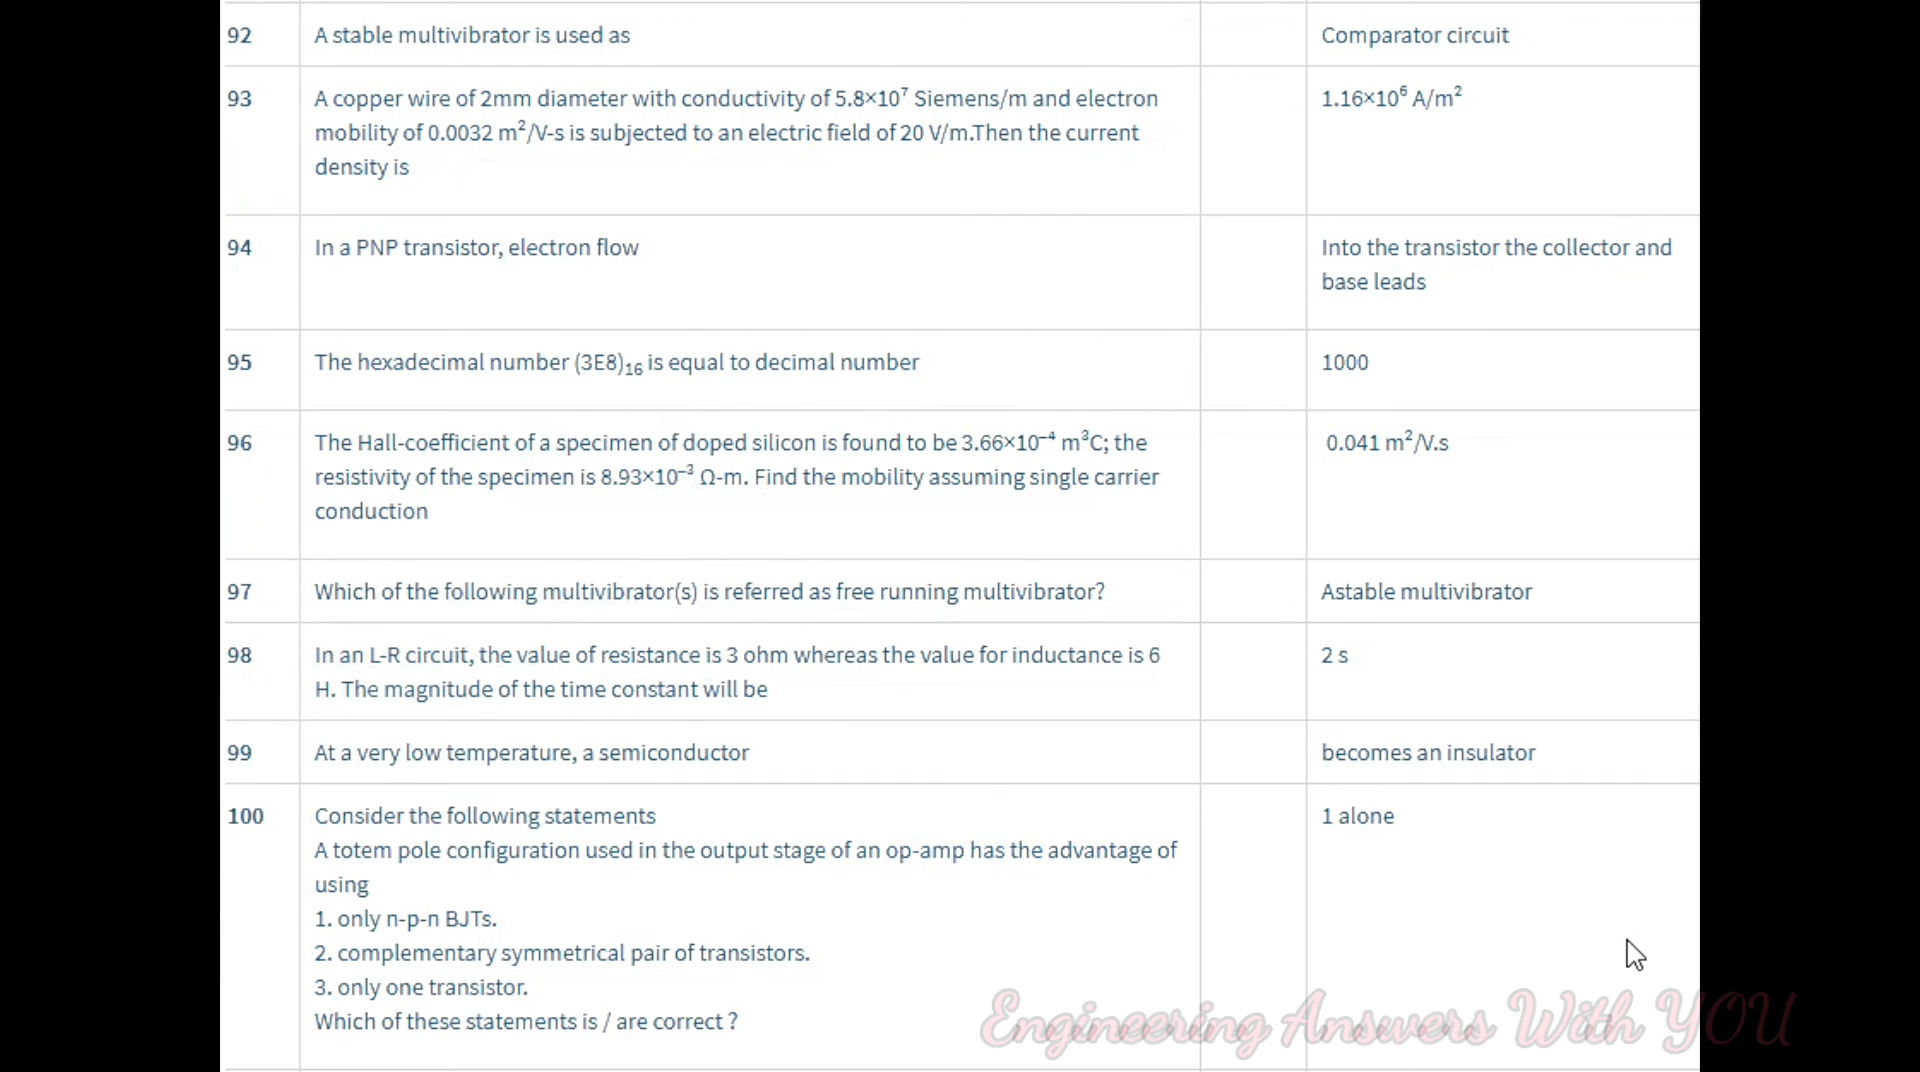 92 A stable multivibrator is used as Comparator circuit
93 A copper wire of 2mm diameter with conductivity of 5.8×10⁷ Siemens/m and electron 1.16×10⁶ A/m²
mobility of 0.0032 m²/V-s is subjected to an electric field of 20 V/m.Then the current
density is
94 In a PNP transistor, electron flow Into the transistor the collector and
base leads
95 The hexadecimal number (3E8)₁₆ is equal to decimal number 1000
96 The Hall-coefficient of a specimen of doped silicon is found to be 3.66×10⁻⁴ m³C; the 0.041 m²/V.s
resistivity of the specimen is 8.93×10⁻³ Ω-m. Find the mobility assuming single carrier
conduction
97 Which of the following multivibrator(s) is referred as free running multivibrator? Astable multivibrator
98 In an L-R circuit, the value of resistance is 3 ohm whereas the value for inductance is 6 2 s
H. The magnitude of the time constant will be
99 At a very low temperature, a semiconductor becomes an insulator
100 Consider the following statements 1 alone
A totem pole configuration used in the output stage of an op-amp has the advantage of
using
1. only n-p-n BJTs.
2. complementary symmetrical pair of transistors.
3. only one transistor.
Which of these statements is / are correct ?
Engineering Answers With YOU